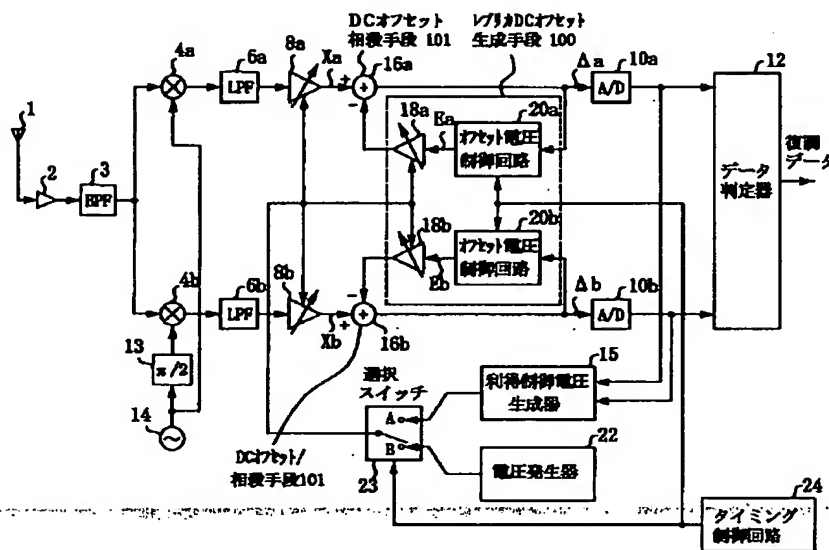 DCオフセット
相殺手段 101
レプリカDCオフセット
生成手段 100
4a
6a
8a
Xa
16a
Δa
10a
12
LPF
+
+
−
A/D
18a
Ea
20a
オフセット電圧
制御回路
1
2
3
BPF
データ
判定器
復調
データ
18b
20b
オフセット電圧
制御回路
Eb
4b
6b
8b
LPF
Xb
+
−
+
16b
Δb
10b
A/D
13
π/2
14
選択
スイッチ
A
B
23
15
利得制御電圧
生成器
22
電圧発生器
DCオフセット/
相殺手段101
24
タイミング
制御回路